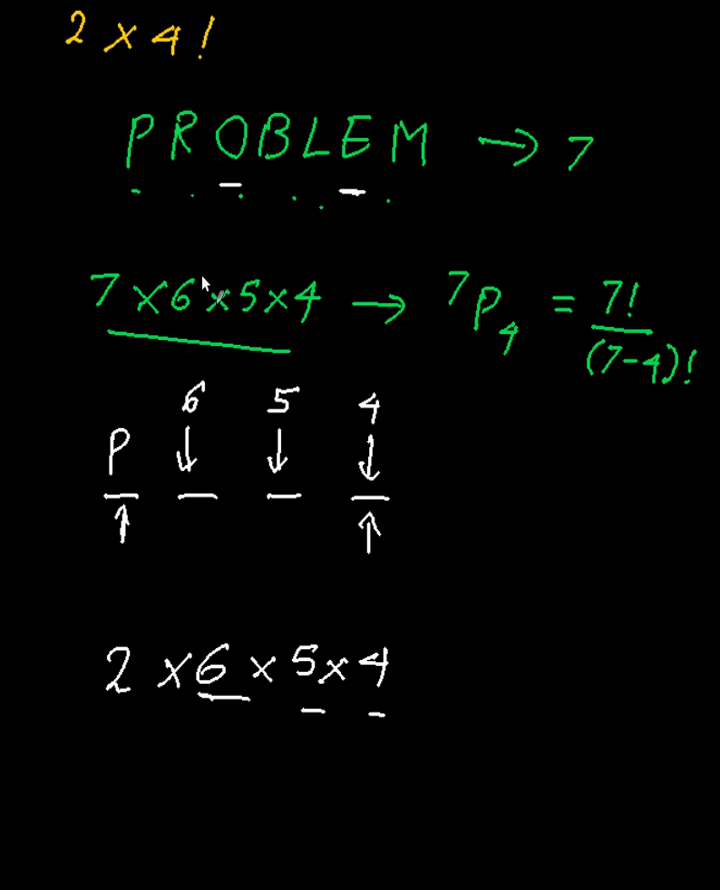 2 × 4!
PROBLEM → 7
7 × 6 × 5 × 4 → ⁷P₄ = 7! / (7-4)!
6 5 4
P ↓ ↓ ↓
↑ ↑
2 × 6 × 5 × 4